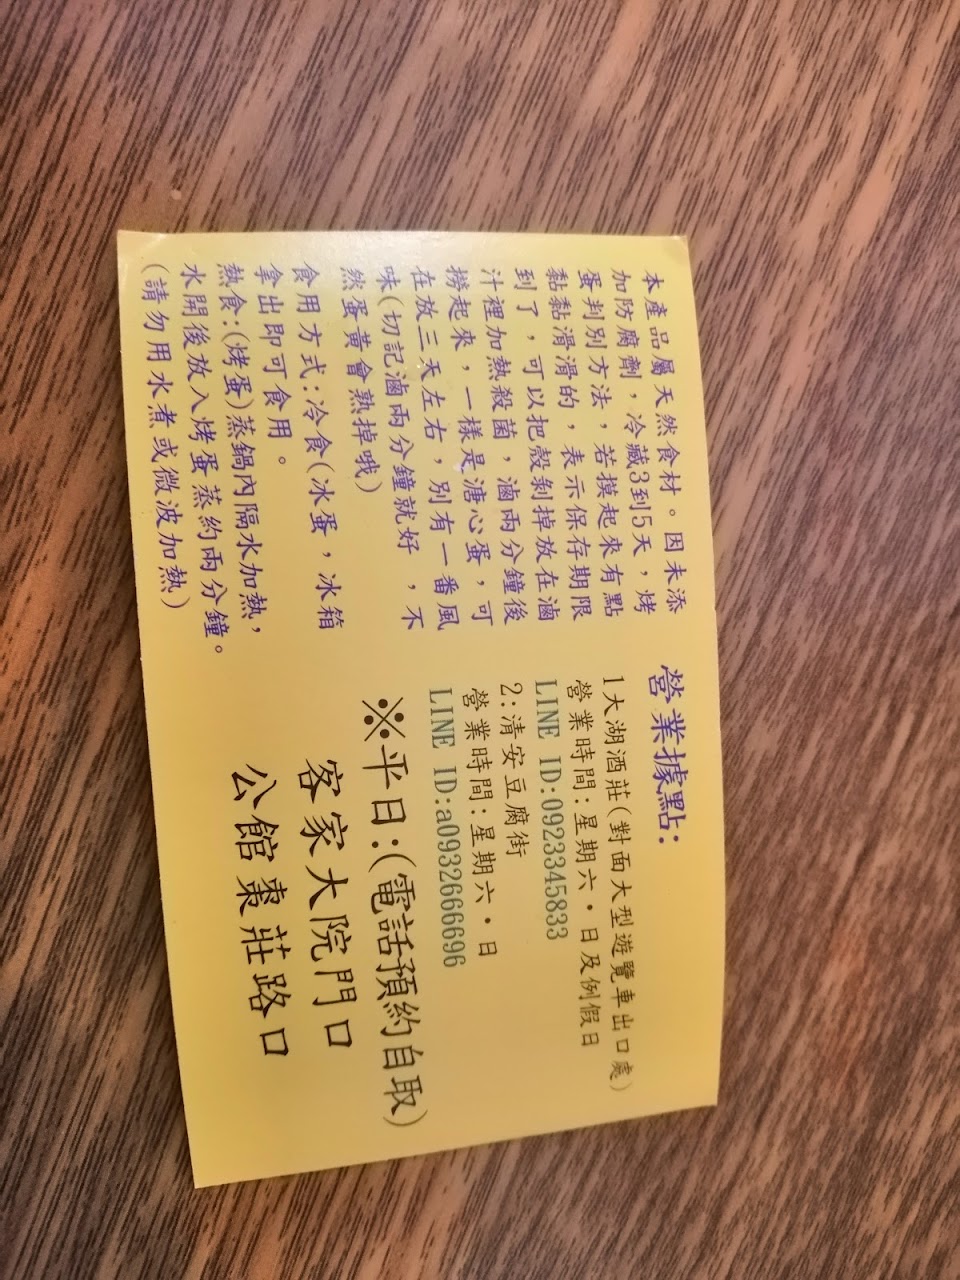 本產品屬天然食材。因未添
加防腐劑，冷藏3到5天，烤
蛋判別方法，若摸起來有點
黏黏滑滑的，表示保存期限
到了，可以把殼剝掉放在滷
汁裡加熱殺菌，滷兩分鐘後
撈起來，一樣是溏心蛋，可
在放三天左右，別有一番風
味(切記滷兩分鐘就好，不
然蛋黃會熟掉哦)
食用方式:冷食(冰蛋，冰箱
拿出即可食用。
熱食:(烤蛋)蒸鍋內隔水加熱，
水開後放入烤蛋蒸約兩分鐘。
(請勿用水煮或微波加熱)
營業據點:
1大湖酒莊(對面大型遊覽車出口處)
營業時間:星期六·日及例假日
LINE ID:0923345833
2:清安豆腐街
營業時間:星期六·日
LINE ID:a0932666696
※平日:(電話預約自取)
客家大院門口
公館棗莊路口